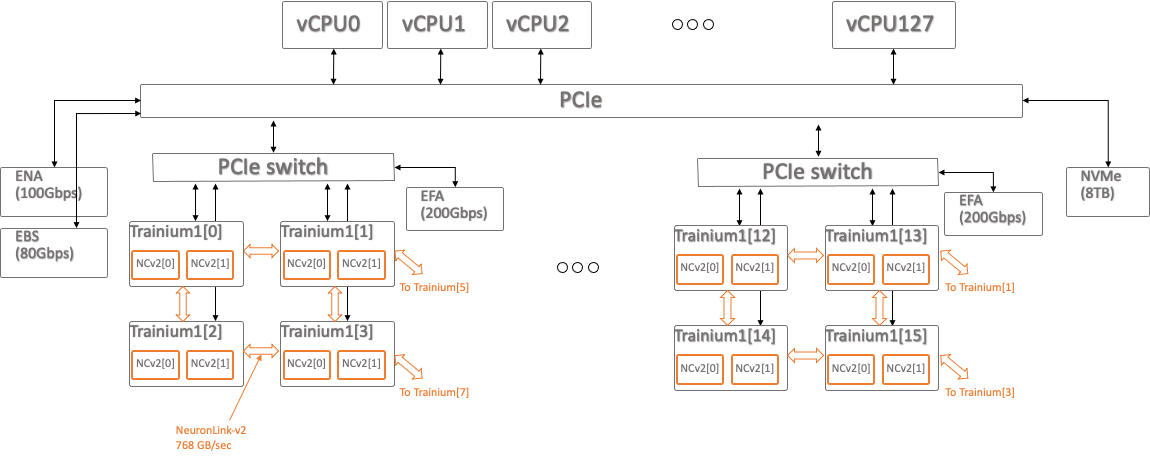 vCPU0
vCPU1
vCPU2
vCPU127
PCIe
PCIe switch
PCIe switch
ENA
(100Gbps)
EBS
(80Gbps)
EFA
(200Gbps)
EFA
(200Gbps)
NVMe
(8TB)
Trainium1[0]
NCv2[0]
NCv2[1]
Trainium1[1]
NCv2[0]
NCv2[1]
To Trainium[5]
Trainium1[2]
NCv2[0]
NCv2[1]
Trainium1[3]
NCv2[0]
NCv2[1]
To Trainium[7]
NeuronLink-v2
768 GB/sec
Trainium1[12]
NCv2[0]
NCv2[1]
Trainium1[13]
NCv2[0]
NCv2[1]
To Trainium[1]
Trainium1[14]
NCv2[0]
NCv2[1]
Trainium1[15]
NCv2[0]
NCv2[1]
To Trainium[3]